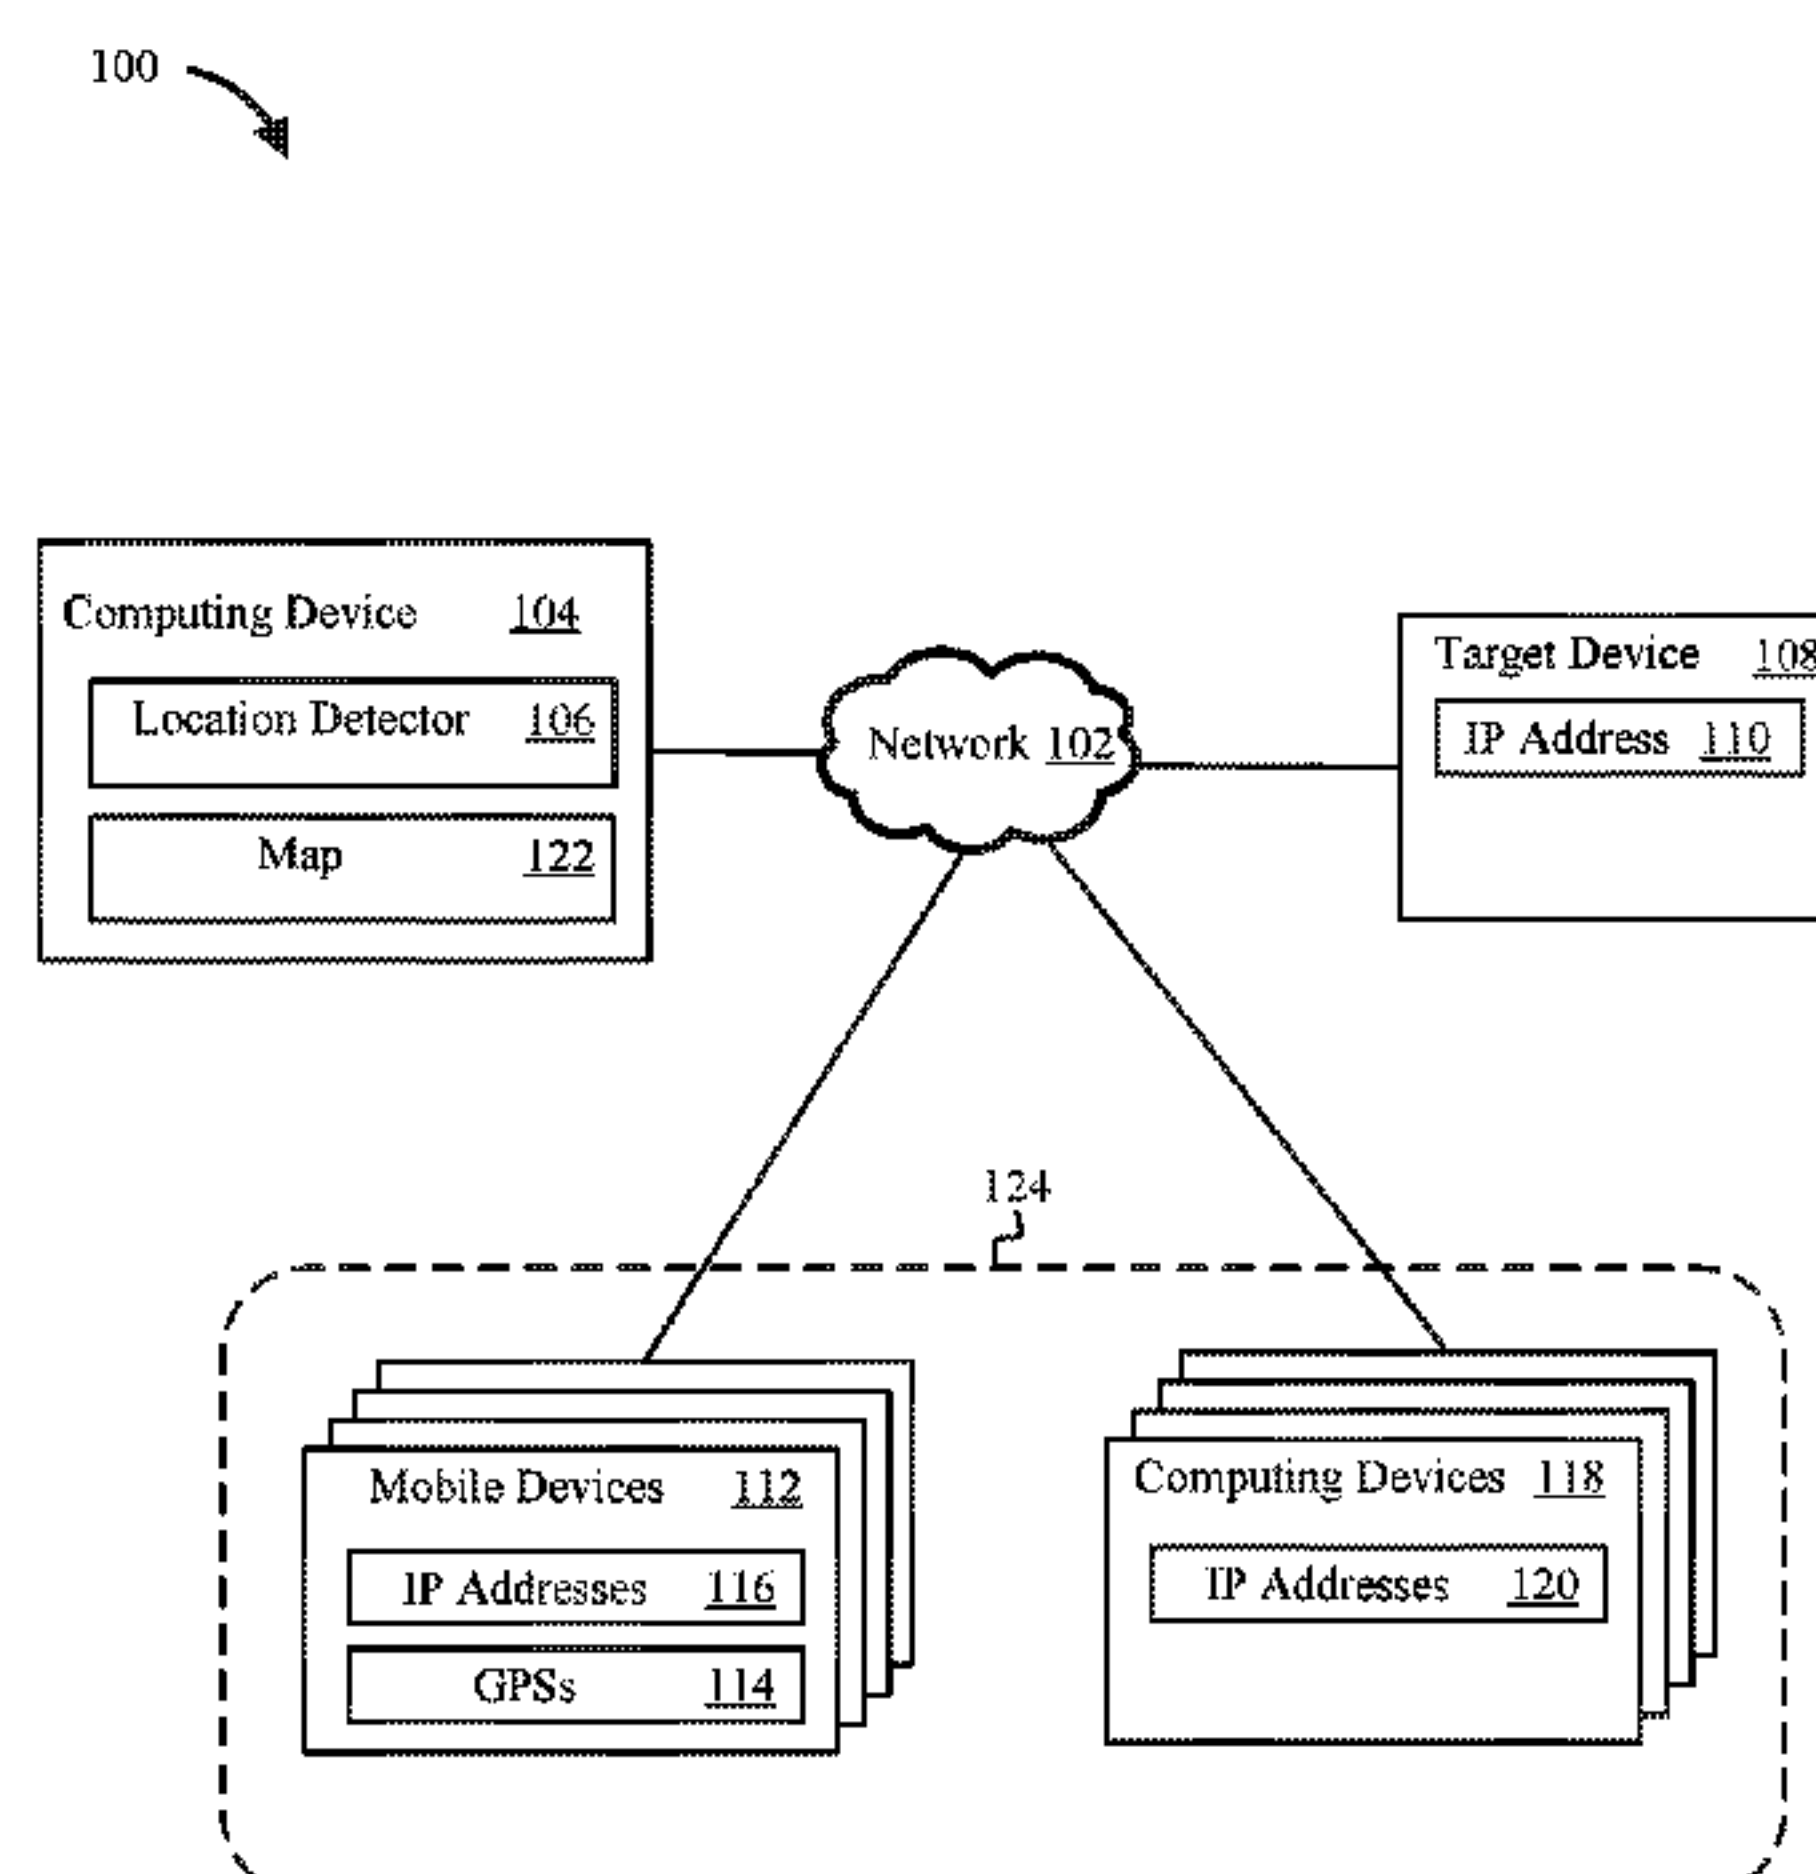 100
Computing Device 104
Location Detector 106
Map 122
Network 102
Target Device 108
IP Address 110
124
Mobile Devices 112
IP Addresses 116
GPSs 114
Computing Devices 118
IP Addresses 120